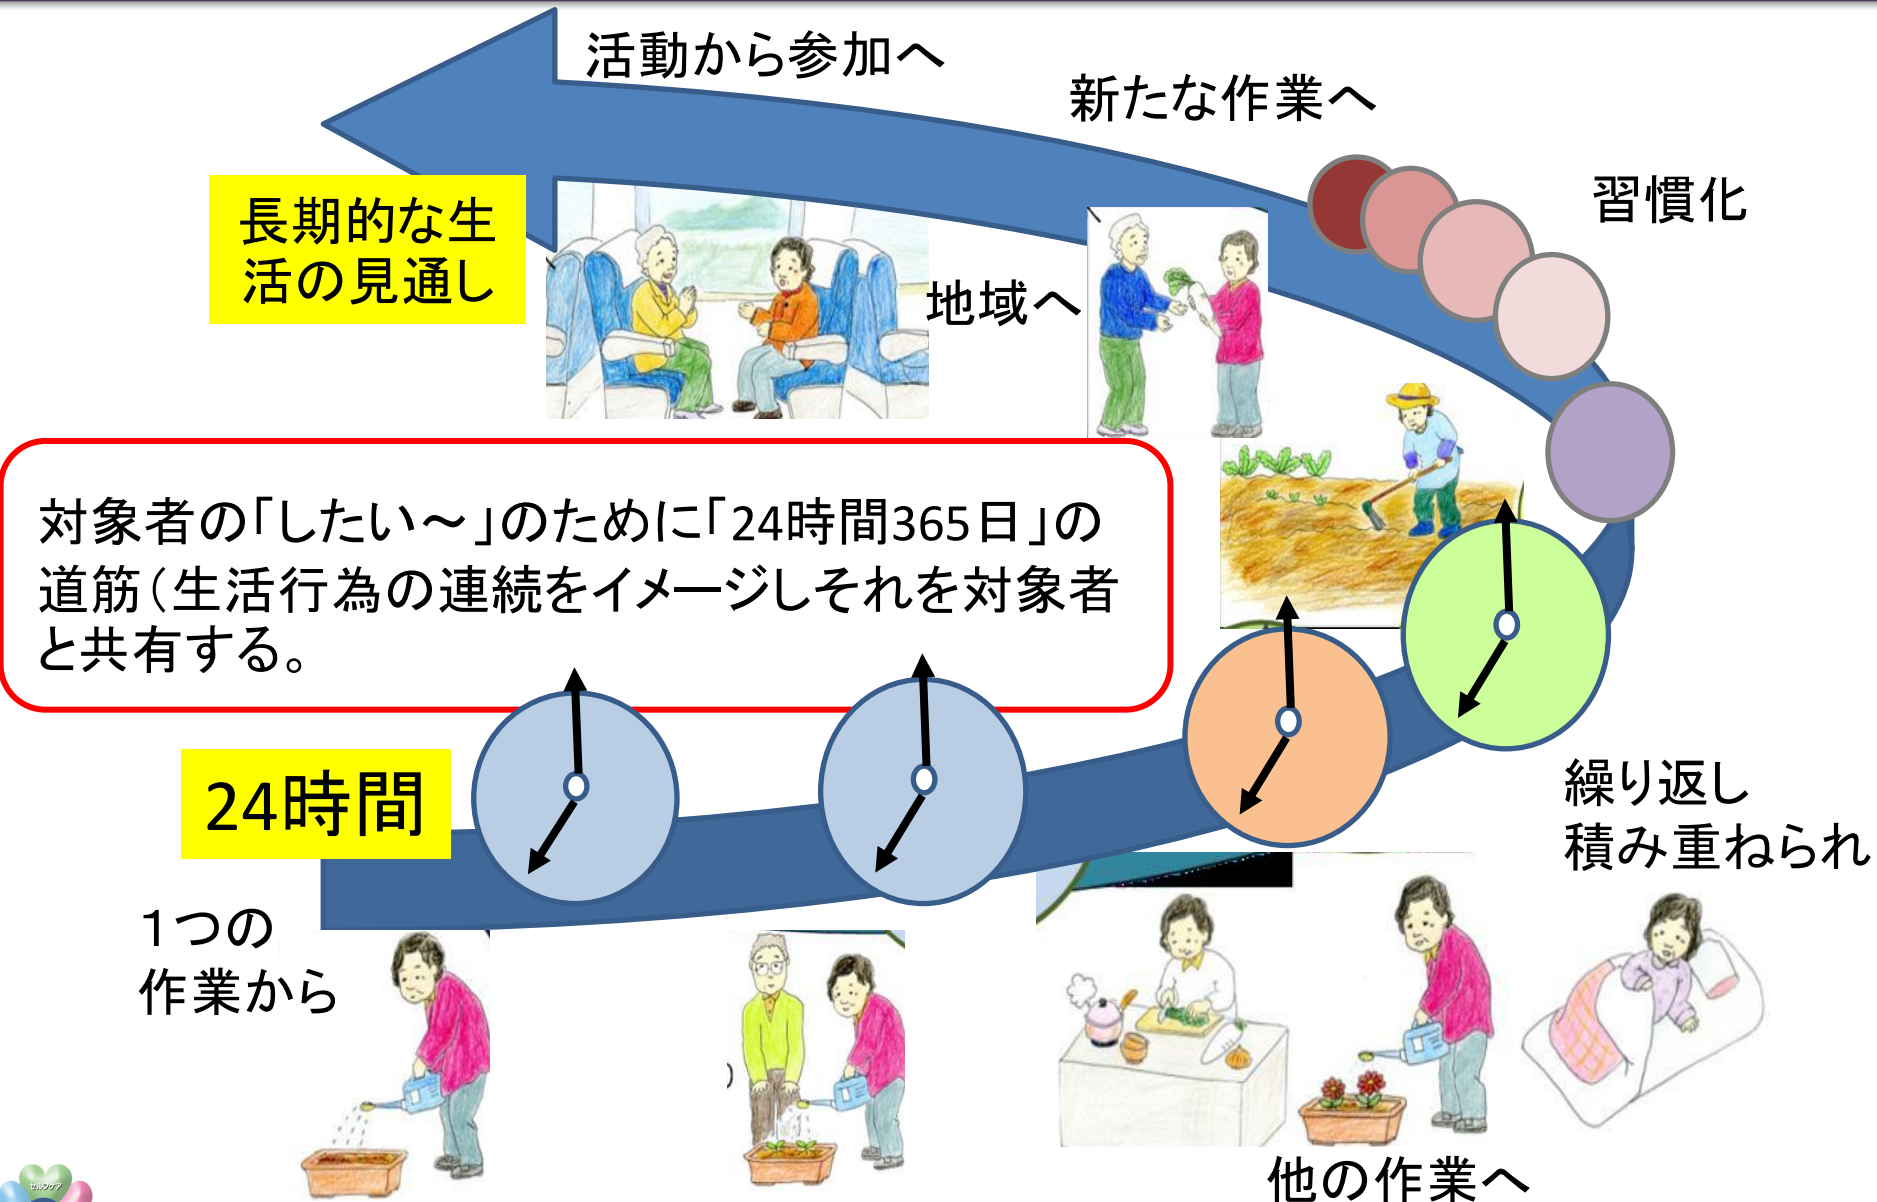 活動から参加へ
新たな作業へ
習慣化
長期的な生
活の見通し
地域へ
対象者の「したい～」のために「24時間365日」の
道筋（生活行為の連続をイメージしそれを対象者
と共有する。
24時間
繰り返し
積み重ねられ
１つの
作業から
他の作業へ
セルフケア